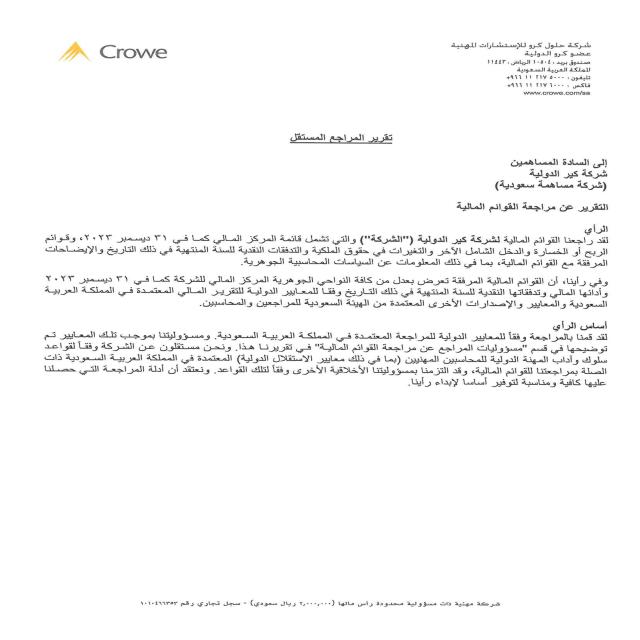 Crowe
شركة حلول كرو للإستشارات المهنية
عضو كرو الدولية
صندوق بريد ١٠٥٠٤، الرياض ١١٤٤٣
المملكة العربية السعودية
تليفون: ٥٠٠٠ ٢١٧ ١١ ٩٦٦+
فاكس: ٦٠٠٠ ٢١٧ ١١ ٩٦٦+
www.crowe.com/sa
تقرير المراجع المستقل
إلى السادة المساهمين
شركة كير الدولية
(شركة مساهمة سعودية)
التقرير عن مراجعة القوائم المالية
الرأي
لقد راجعنا القوائم المالية لشركة كير الدولية ("الشركة") والتي تشمل قائمة المركز المالي كما في ٣١ ديسمبر ٢٠٢٣، وقوائم
الربح أو الخسارة والدخل الشامل الآخر والتغيرات في حقوق الملكية والتدفقات النقدية للسنة المنتهية في ذلك التاريخ والإيضاحات
المرفقة مع القوائم المالية، بما في ذلك المعلومات عن السياسات المحاسبية الجوهرية.
وفي رأينا، أن القوائم المالية المرفقة تعرض بعدل من كافة النواحي الجوهرية المركز المالي للشركة كما في ٣١ ديسمبر ٢٠٢٣
وأدائها المالي وتدفقاتها النقدية للسنة المنتهية في ذلك التاريخ وفقاً للمعايير الدولية للتقرير المالي المعتمدة في المملكة العربية
السعودية والمعايير والإصدارات الأخرى المعتمدة من الهيئة السعودية للمراجعين والمحاسبين.
أساس الرأي
لقد قمنا بالمراجعة وفقاً للمعايير الدولية للمراجعة المعتمدة في المملكة العربية السعودية. ومسؤوليتنا بموجب تلك المعايير تم
توضيحها في قسم "مسؤوليات المراجع عن مراجعة القوائم المالية" في تقريرنا هذا. ونحن مستقلون عن الشركة وفقاً لقواعد
سلوك وآداب المهنة الدولية للمحاسبين المهنيين (بما في ذلك معايير الاستقلال الدولية) المعتمدة في المملكة العربية السعودية ذات
الصلة بمراجعتنا للقوائم المالية، وقد التزمنا بمسؤوليتنا الأخلاقية الأخرى وفقاً لتلك القواعد. ونعتقد أن أدلة المراجعة التي حصلنا
عليها كافية ومناسبة لتوفير أساسا لإبداء رأينا.
شركة مهنية ذات مسؤولية محدودة رأس مالها (٢,٠٠٠,٠٠٠ ريال سعودي) - سجل تجاري رقم ١٠١٠٤٦٦٣٥٣